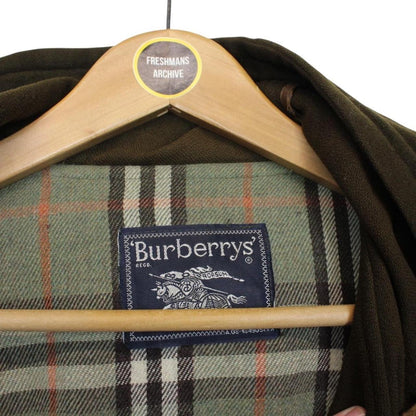 FRESHMANS
ARCHIVE
'Burberrys'
REGD.
®